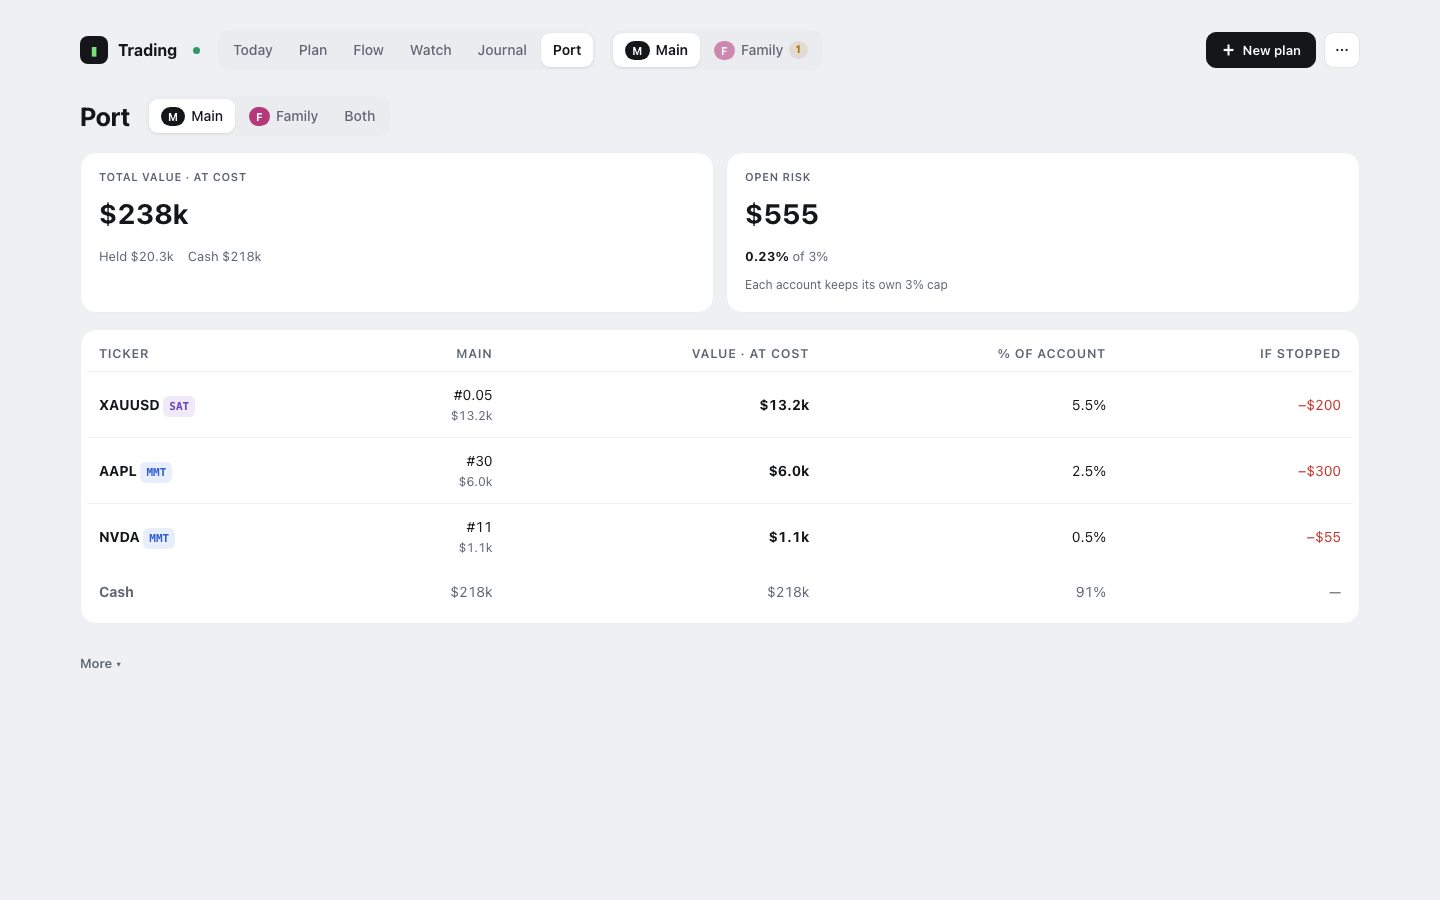 Trading Today Plan Flow Watch Journal Port M Main F Family 1 + New plan ···
Port M Main F Family Both
TOTAL VALUE · AT COST
$238k
Held $20.3k Cash $218k
OPEN RISK
$555
0.23% of 3%
Each account keeps its own 3% cap
TICKER MAIN VALUE · AT COST % OF ACCOUNT IF STOPPED
XAUUSD SAT #0.05 $13.2k 5.5% –$200
$13.2k
AAPL MMT #30 $6.0k 2.5% –$300
$6.0k
NVDA MMT #11 $1.1k 0.5% –$55
$1.1k
Cash $218k $218k 91% —
More ▾